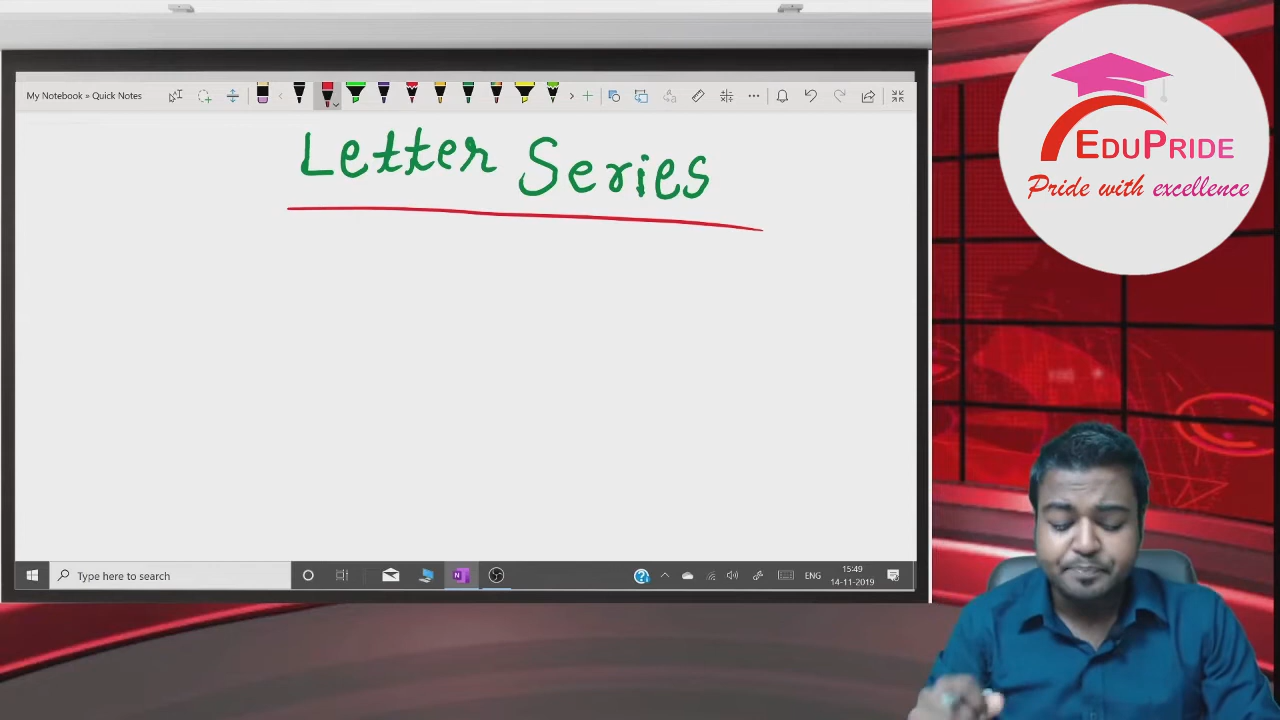 My Notebook » Quick Notes
Letter Series
EDUPRIDE
Pride with excellence
Type here to search
ENG
15:49
14-11-2019